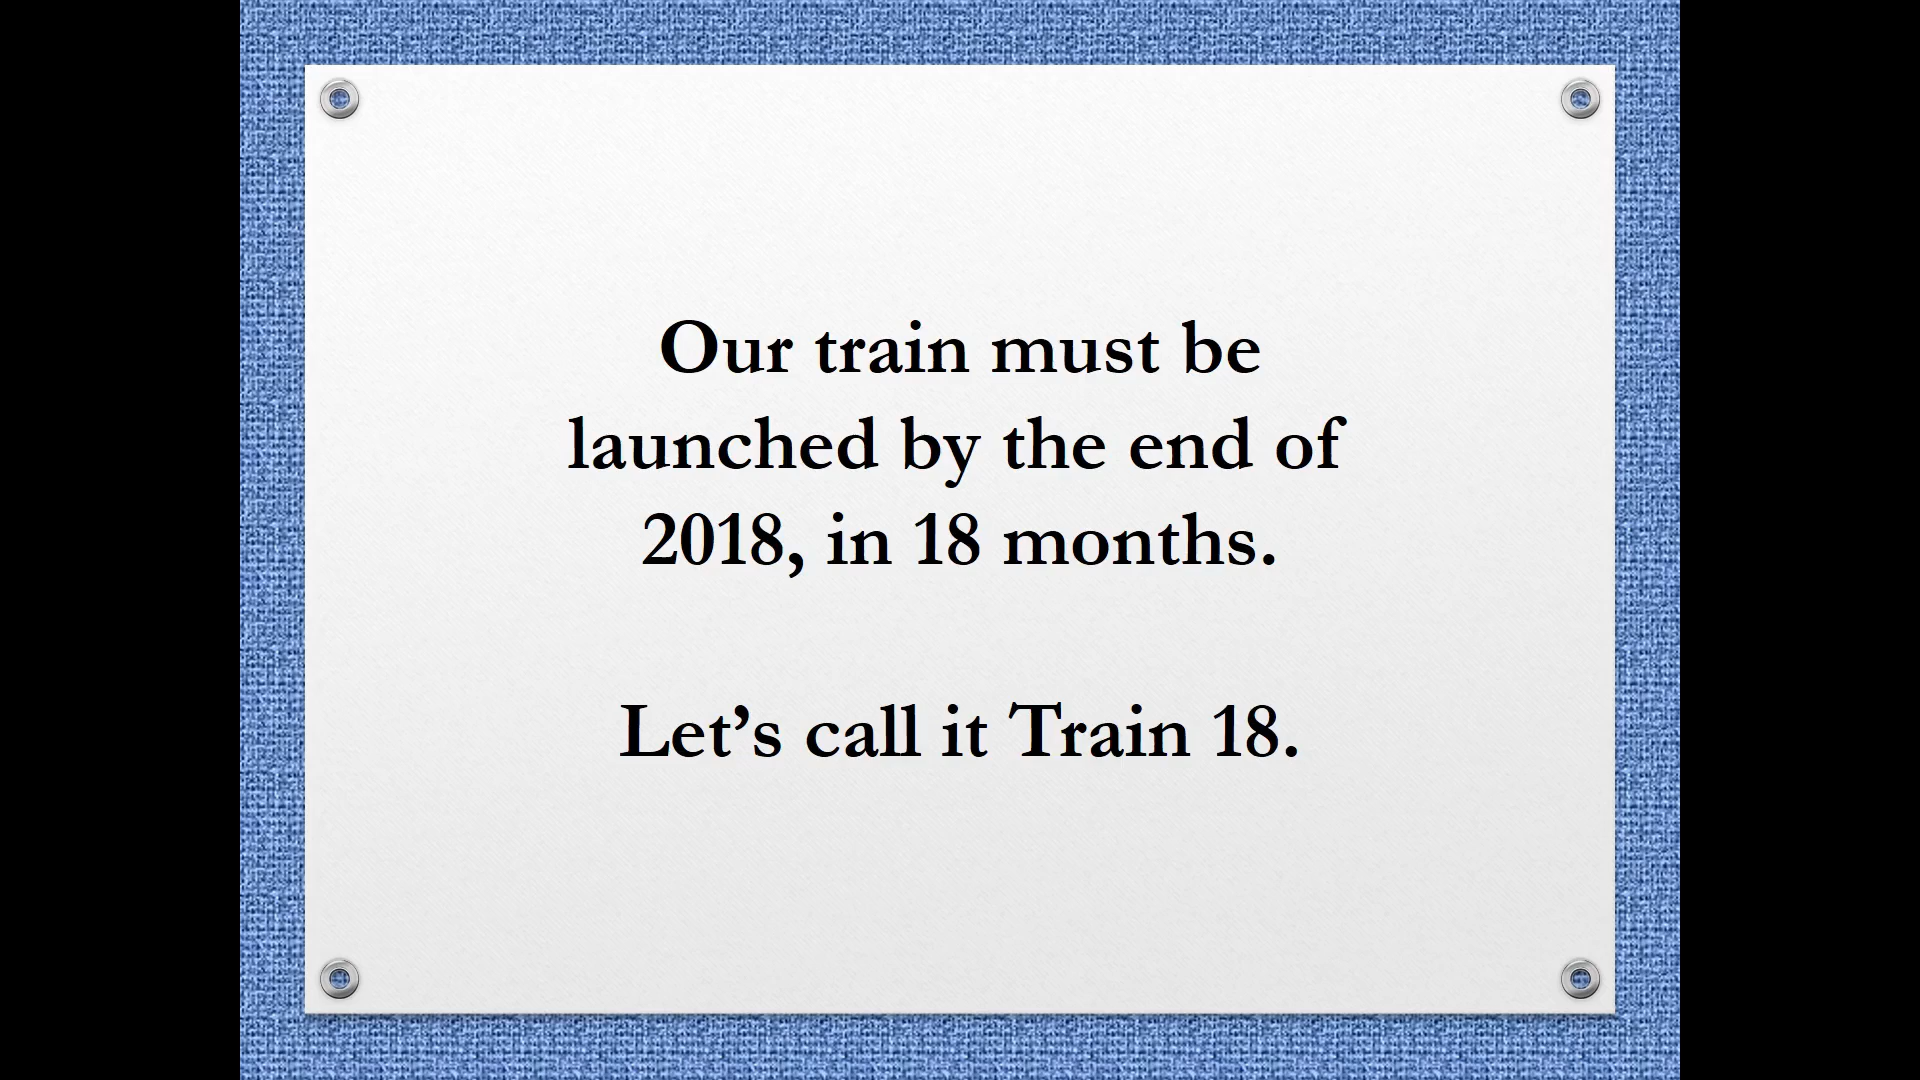 Our train must be
launched by the end of
2018, in 18 months.
Let’s call it Train 18.